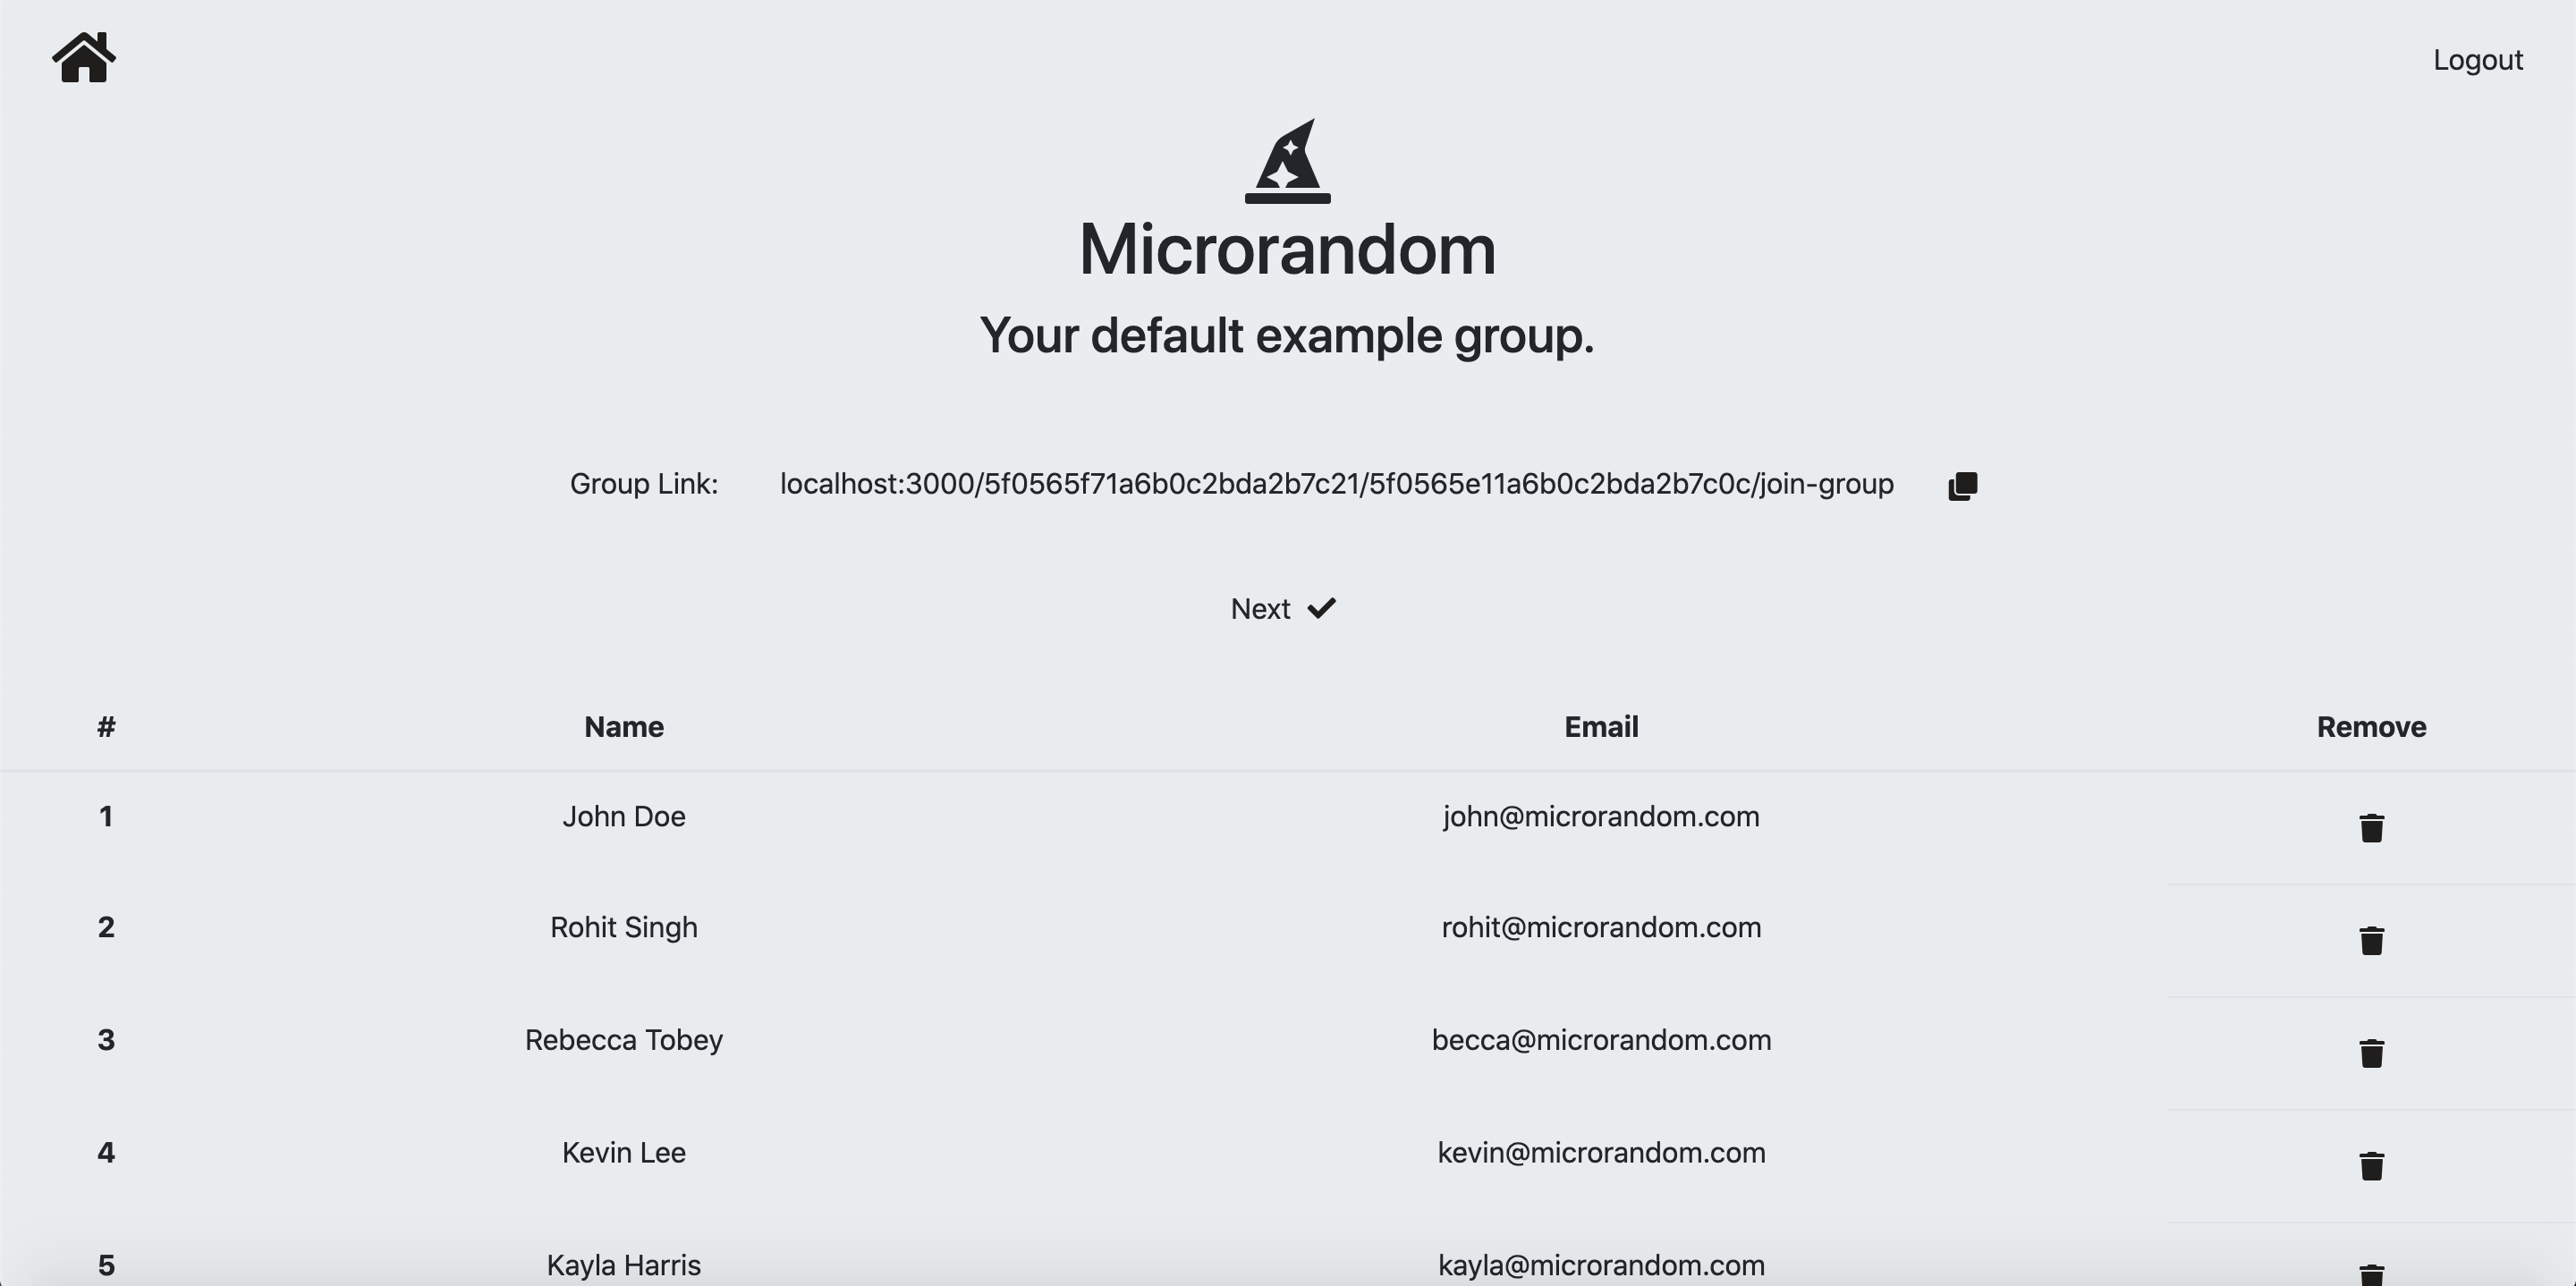 Logout
Microrandom
Your default example group.
Group Link: localhost:3000/5f0565f71a6b0c2bda2b7c21/5f0565e11a6b0c2bda2b7c0c/join-group
Next
# Name Email Remove
1 John Doe john@microrandom.com
2 Rohit Singh rohit@microrandom.com
3 Rebecca Tobey becca@microrandom.com
4 Kevin Lee kevin@microrandom.com
5 Kayla Harris kayla@microrandom.com